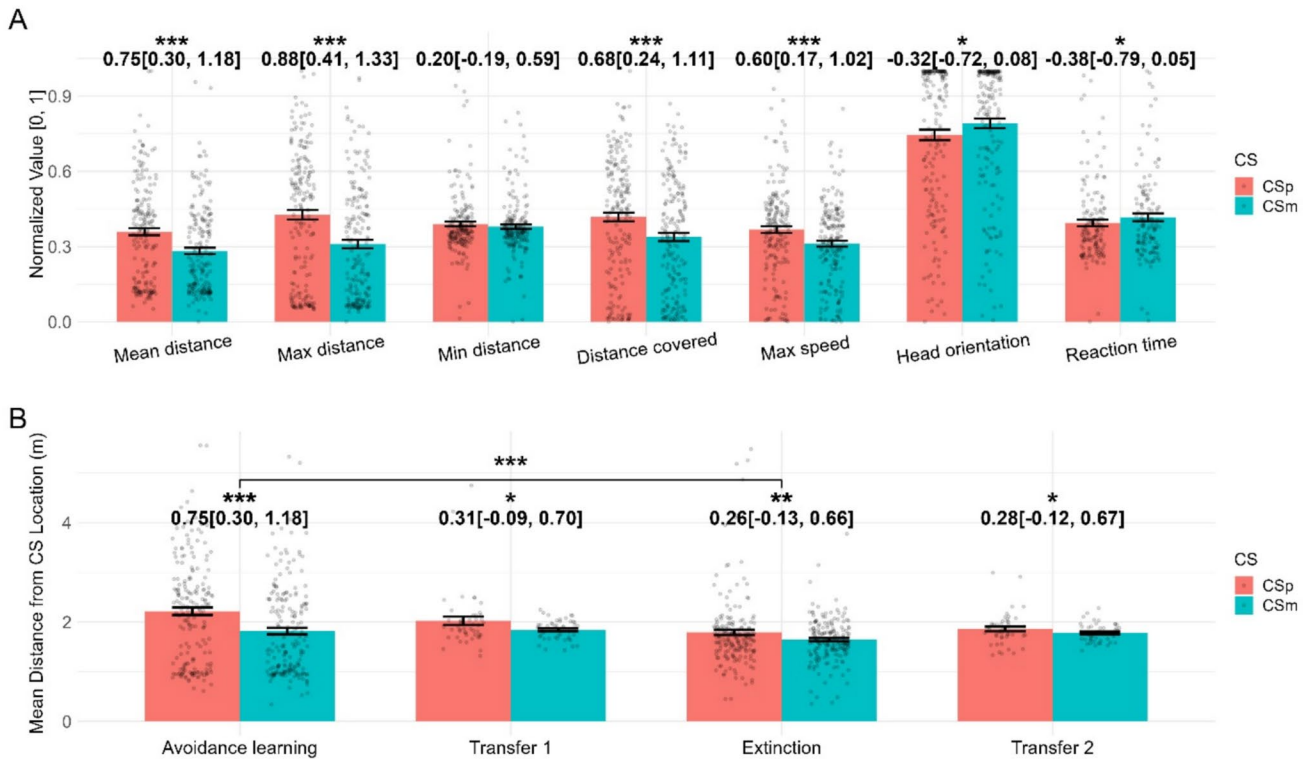 A
*** *** *** *** * *
0.75[0.30, 1.18] 0.88[0.41, 1.33] 0.20[-0.19, 0.59] 0.68[0.24, 1.11] 0.60[0.17, 1.02] -0.32[-0.72, 0.08] -0.38[-0.79, 0.05]
Normalized Value [0, 1]
0.9
0.6
0.3
0.0
Mean distance Max distance Min distance Distance covered Max speed Head orientation Reaction time
CS
CSp
CSm
B
Mean Distance from CS Location (m)
***
*** * ** *
0.75[0.30, 1.18] 0.31[-0.09, 0.70] 0.26[-0.13, 0.66] 0.28[-0.12, 0.67]
4
2
0
Avoidance learning Transfer 1 Extinction Transfer 2
CS
CSp
CSm